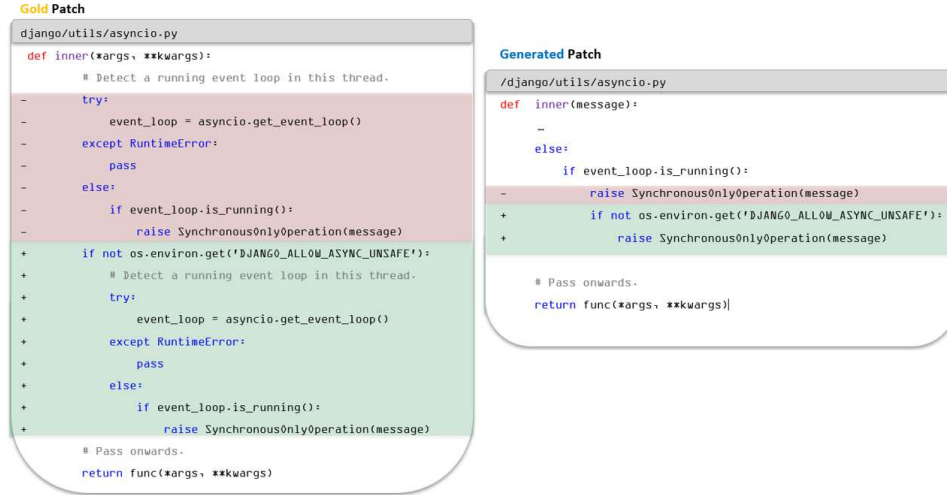 Gold Patch
django/utils/asyncio.py
def inner(*args, **kwargs):
# Detect a running event loop in this thread.
- try:
- event_loop = asyncio.get_event_loop()
- except RuntimeError:
- pass
- else:
- if event_loop.is_running():
- raise SynchronousOnlyOperation(message)
+ if not os.environ.get('DJANGO_ALLOW_ASYNC_UNSAFE'):
+ # Detect a running event loop in this thread.
+ try:
+ event_loop = asyncio.get_event_loop()
+ except RuntimeError:
+ pass
+ else:
+ if event_loop.is_running():
+ raise SynchronousOnlyOperation(message)
# Pass onwards.
return func(*args, **kwargs)
Generated Patch
/django/utils/asyncio.py
def inner(message):
…
else:
if event_loop.is_running():
- raise SynchronousOnlyOperation(message)
+ if not os.environ.get('DJANGO_ALLOW_ASYNC_UNSAFE'):
+ raise SynchronousOnlyOperation(message)
# Pass onwards.
return func(*args, **kwargs)